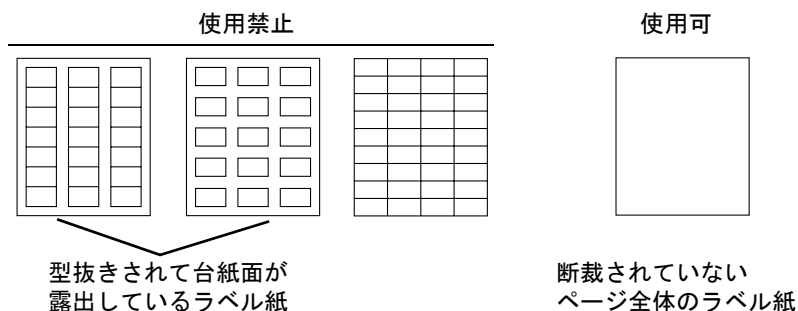 使用禁止
使用可
型抜きされて台紙面が
露出しているラベル紙
断裁されていない
ページ全体のラベル紙